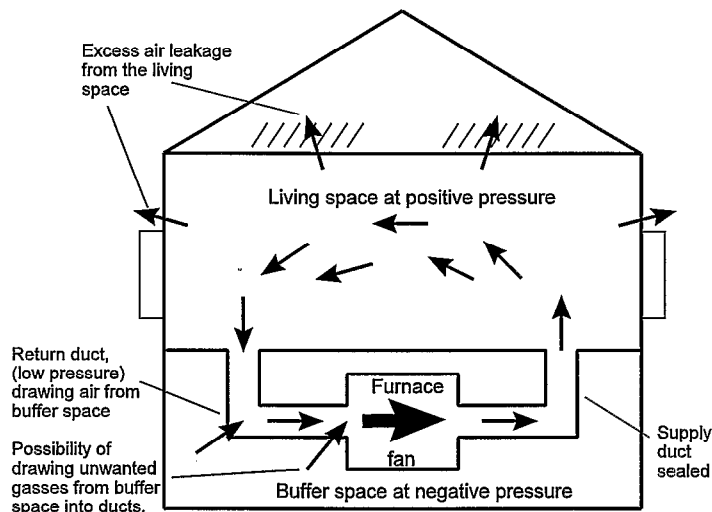 Excess air leakage
from the living
space
Living space at positive pressure
Return duct,
(low pressure)
drawing air from
buffer space
Furnace
fan
Supply
duct
sealed
Possibility of
drawing unwanted
gasses from buffer
space into ducts.
Buffer space at negative pressure